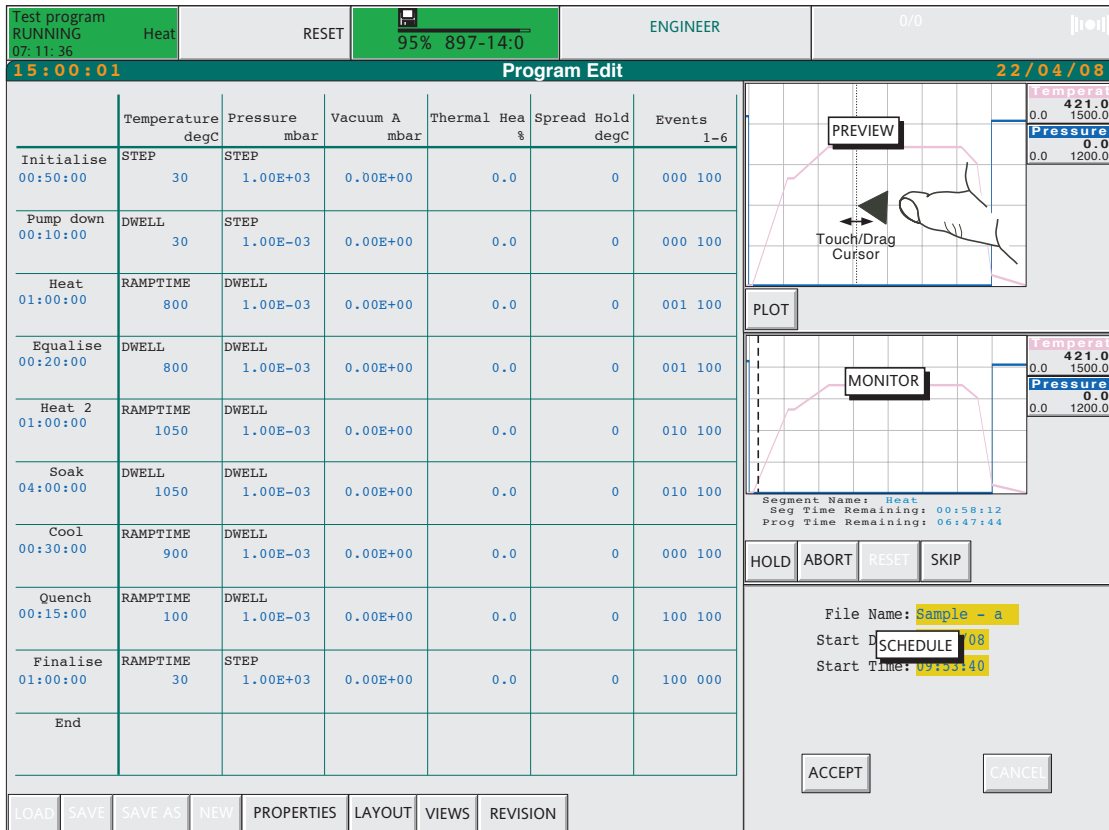 Test program
RUNNING Heat
07: 11: 36
RESET
95% 897-14:0
ENGINEER
0/0
15:00:01 Program Edit 22/04/08
Temperature Pressure Vacuum A Thermal Hea Spread Hold Events
degC mbar mbar % degC 1-6
Initialise STEP STEP
00:50:00 30 1.00E+03 0.00E+00 0.0 0 000 100
Pump down DWELL STEP
00:10:00 30 1.00E-03 0.00E+00 0.0 0 000 100
Heat RAMPTIME DWELL
01:00:00 800 1.00E-03 0.00E+00 0.0 0 001 100
Equalise DWELL DWELL
00:20:00 800 1.00E-03 0.00E+00 0.0 0 001 100
Heat 2 RAMPTIME DWELL
01:00:00 1050 1.00E-03 0.00E+00 0.0 0 010 100
Soak DWELL DWELL
04:00:00 1050 1.00E-03 0.00E+00 0.0 0 010 100
Cool RAMPTIME DWELL
00:30:00 900 1.00E-03 0.00E+00 0.0 0 000 100
Quench RAMPTIME DWELL
00:15:00 100 1.00E-03 0.00E+00 0.0 0 100 100
Finalise RAMPTIME STEP
01:00:00 30 1.00E+03 0.00E+00 0.0 0 100 000
End
LOAD SAVE SAVE AS NEW PROPERTIES LAYOUT VIEWS REVISION
PREVIEW
Touch/Drag
Cursor
Temperat
421.0
0.0 1500.0
Pressure
0.0
0.0 1200.0
PLOT
MONITOR
Temperat
421.0
0.0 1500.0
Pressure
0.0
0.0 1200.0
Segment Name: Heat
Seg Time Remaining: 00:58:12
Prog Time Remaining: 06:47:44
HOLD ABORT RESET SKIP
File Name: Sample - a
Start D /08
SCHEDULE
Start Time: 09:53:40
ACCEPT CANCEL